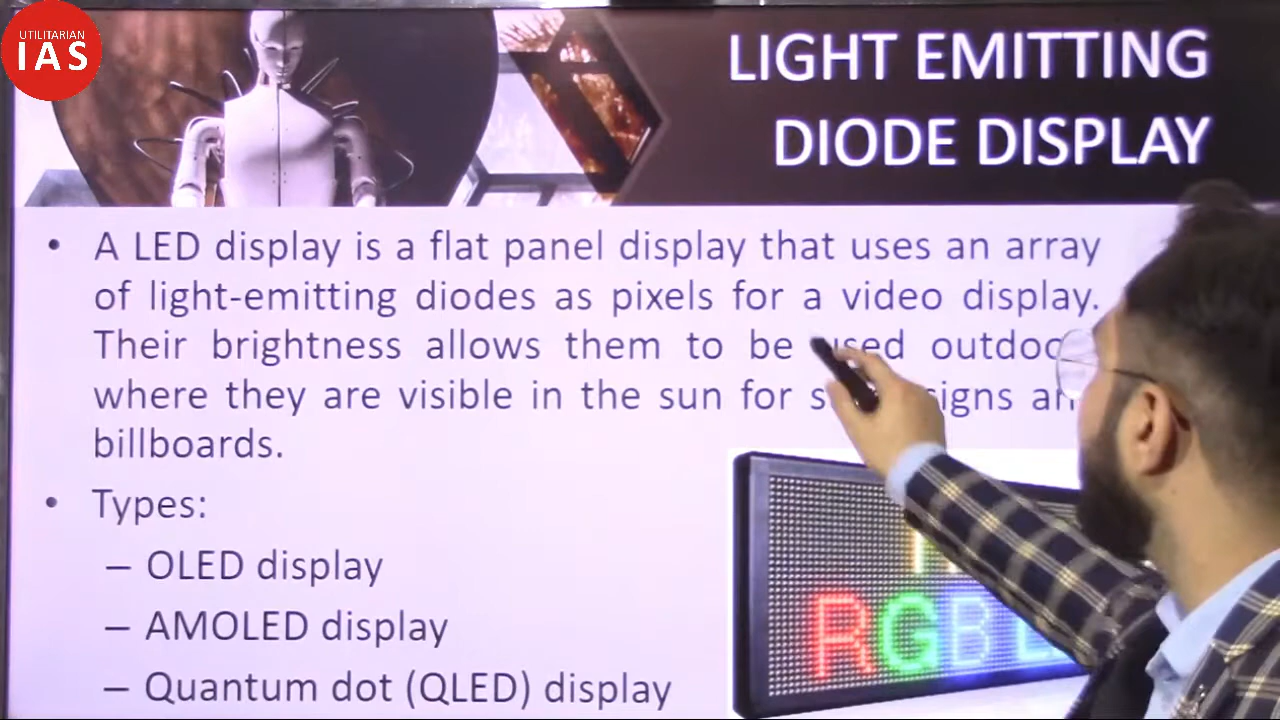 UTILITARIAN
IAS
LIGHT EMITTING
DIODE DISPLAY
• A LED display is a flat panel display that uses an array
of light-emitting diodes as pixels for a video display.
Their brightness allows them to be used
where they are visible in the sun for
billboards.
• Types:
– OLED display
– AMOLED display
– Quantum dot (QLED) display
RGB